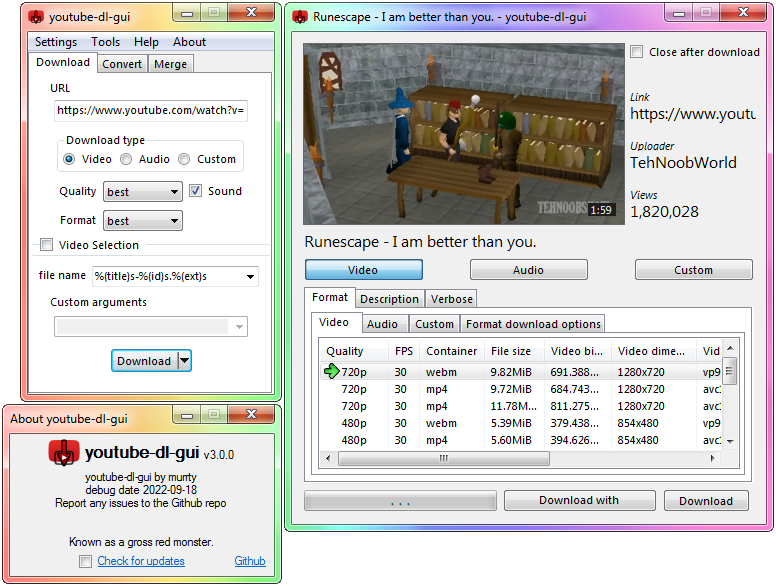 youtube-dl-gui
Settings Tools Help About
Download Convert Merge
URL
https://www.youtube.com/watch?v=
Download type
Video Audio Custom
Quality best Sound
Format best
Video Selection
file name %(title)s-%(id)s.%(ext)s
Custom arguments
Download
About youtube-dl-gui
youtube-dl-gui v3.0.0
youtube-dl-gui by murrty
debug date 2022-09-18
Report any issues to the Github repo
Known as a gross red monster.
Check for updates Github
Runescape - I am better than you. - youtube-dl-gui
TEHNOOBS
1:59
Close after download
Link
https://www.youtu
Uploader
TehNoobWorld
Views
1,820,028
Runescape - I am better than you.
Video Audio Custom
Format Description Verbose
Video Audio Custom Format download options
Quality FPS Container File size Video bi... Video dime... Vid
720p 30 webm 9.82MiB 691.388... 1280x720 vp9
720p 30 mp4 9.72MiB 684.743... 1280x720 avc1
720p 30 mp4 11.78M... 811.275... 1280x720 avc1
480p 30 webm 5.39MiB 379.438... 854x480 vp9
480p 30 mp4 5.60MiB 394.626... 854x480 avc1
. . . Download with Download